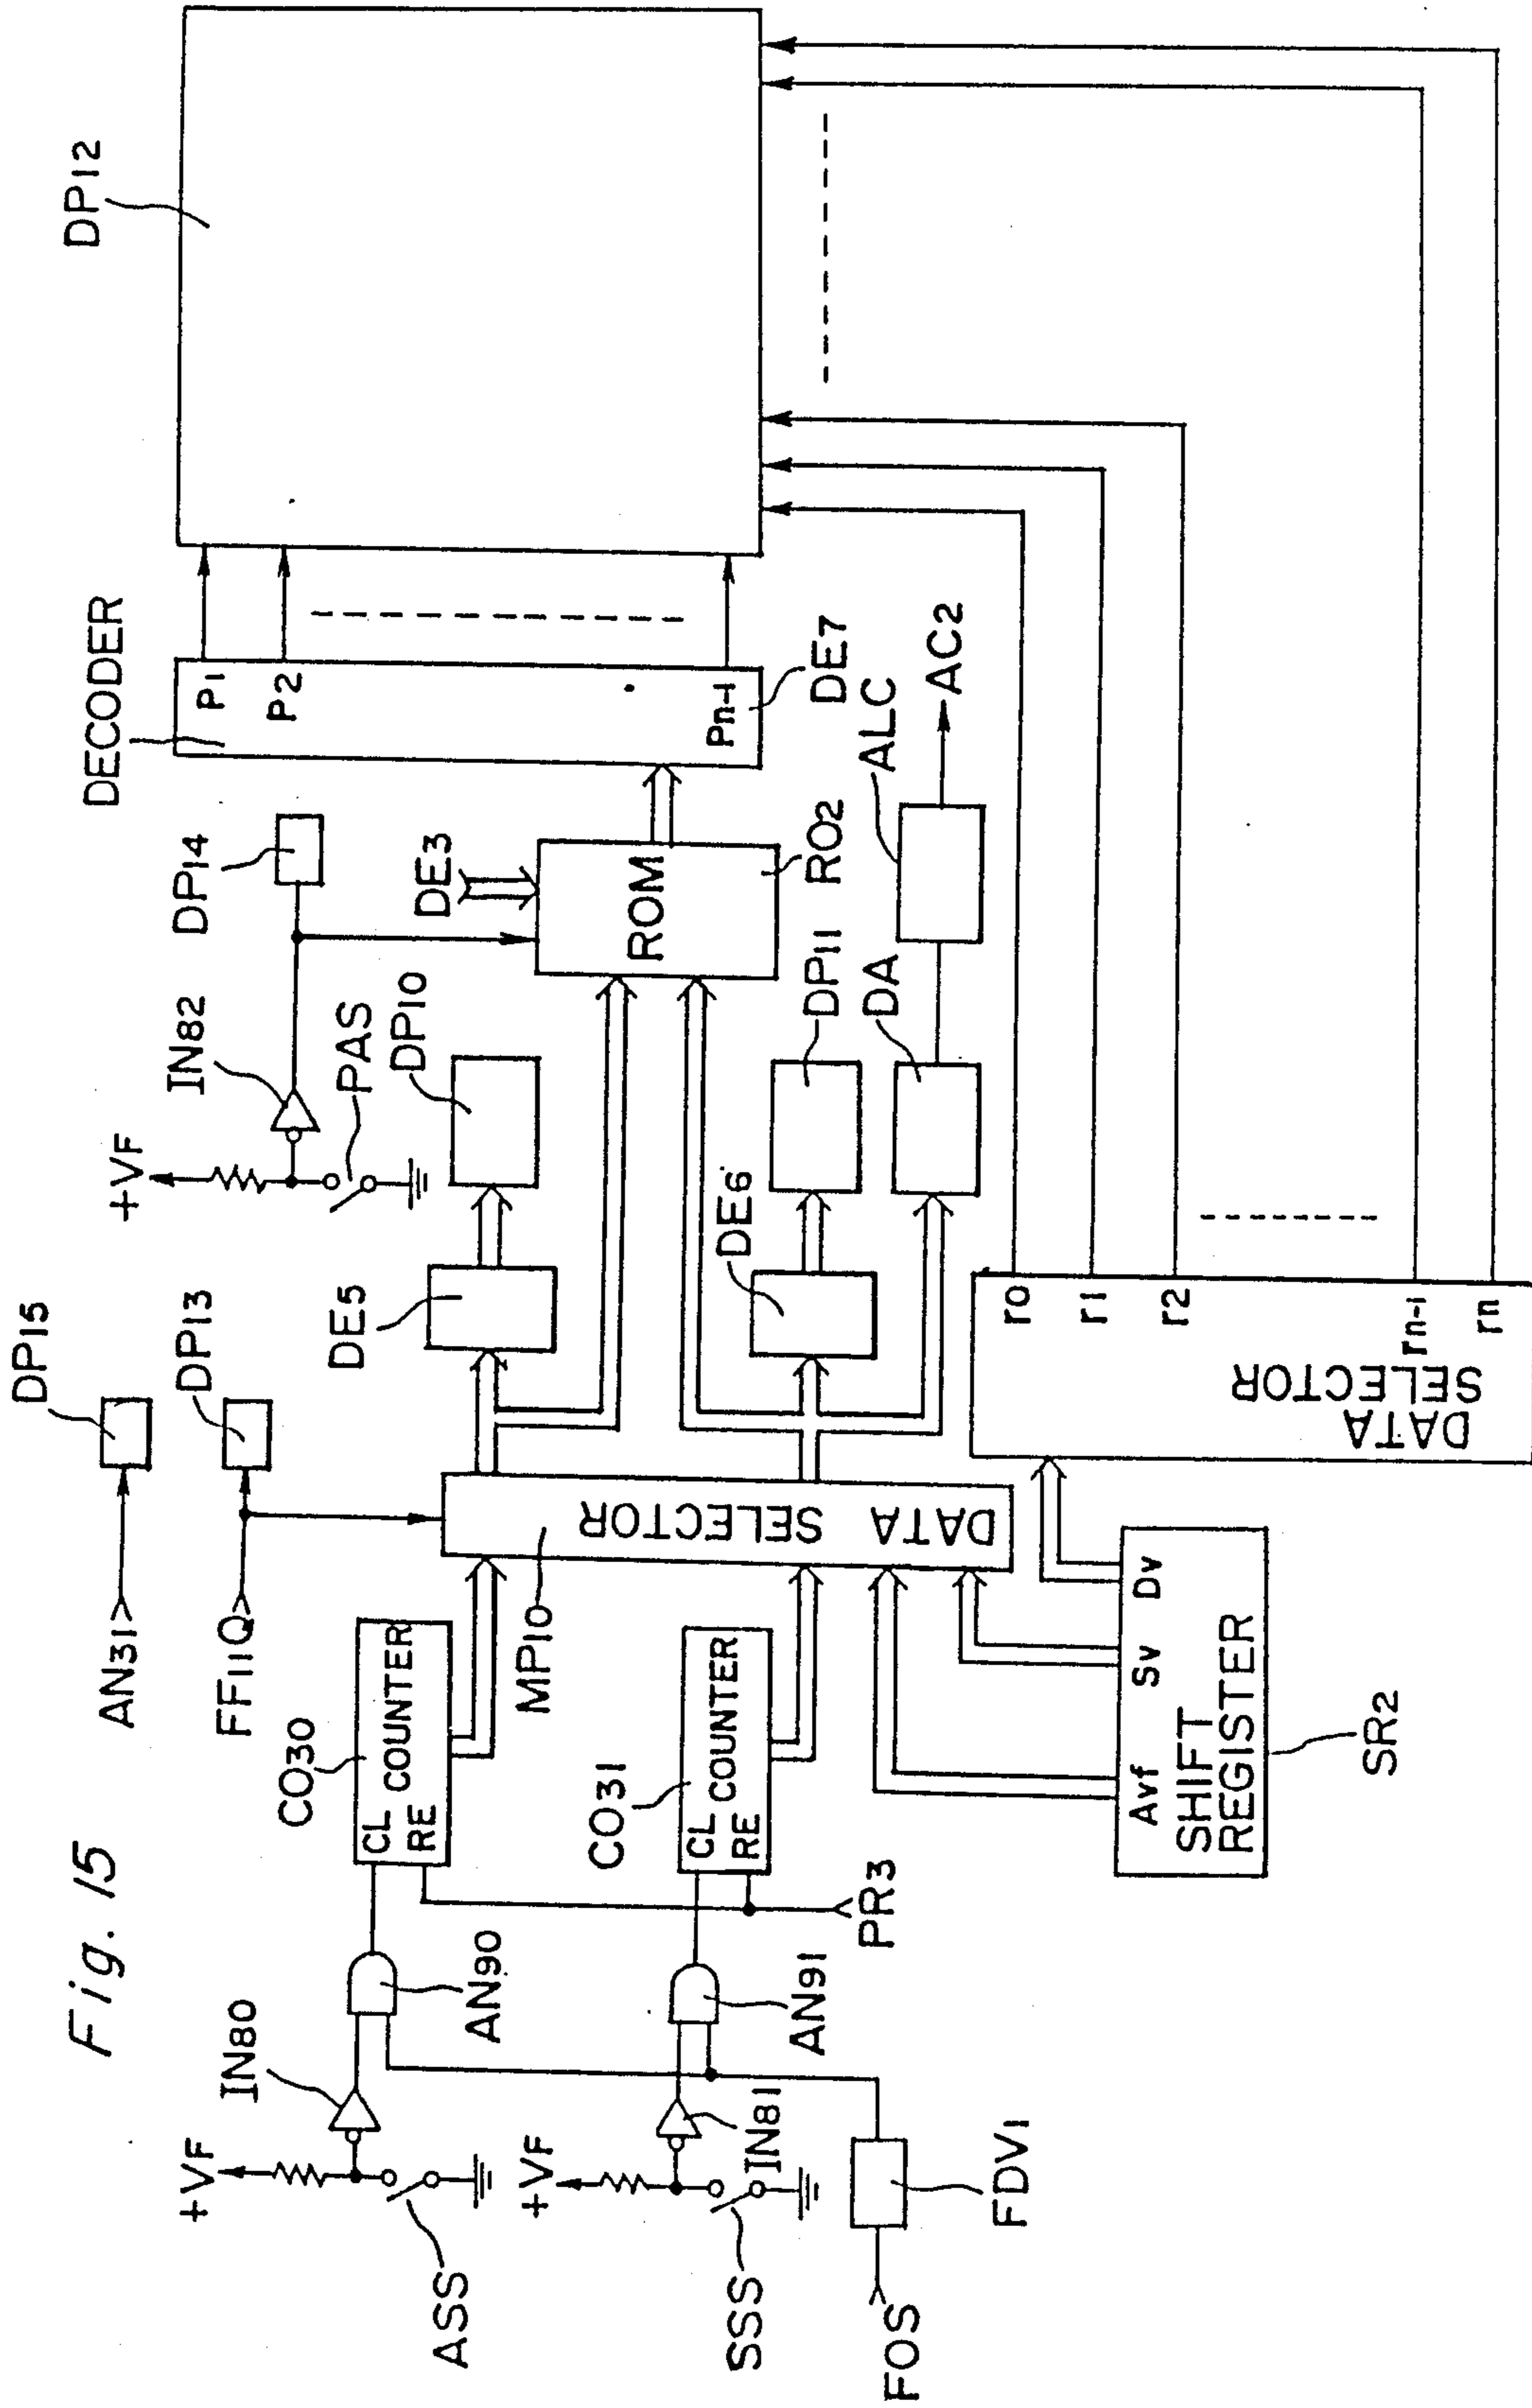 Fig. 15
DP15
DP13
AN31
FF11Q
+VF
IN80
ASS
AN90
CO30
CL COUNTER
RE
MP10
DATA SELECTOR
DE5
DP10
+VF
IN82
PAS
DP14
DE3
ROM
RO2
DECODER
P1
P2
Pn-1
DE7
DP12
+VF
IN81
SSS
AN91
CO31
CL COUNTER
RE
PR3
FOS
FDV1
DE6
DP11
DA
ALC
AC2
Avf
Sv
Dv
SHIFT
REGISTER
SR2
DATA
SELECTOR
r0
r1
r2
rn-1
rn